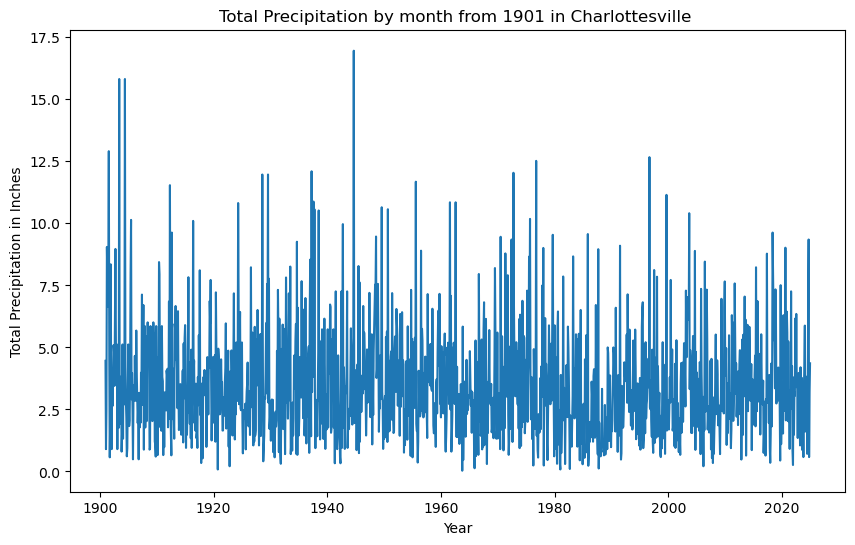 Total Precipitation by month from 1901 in Charlottesville
Total Precipitation in Inches
17.5
15.0
12.5
10.0
7.5
5.0
2.5
0.0
1900 1920 1940 1960 1980 2000 2020
Year